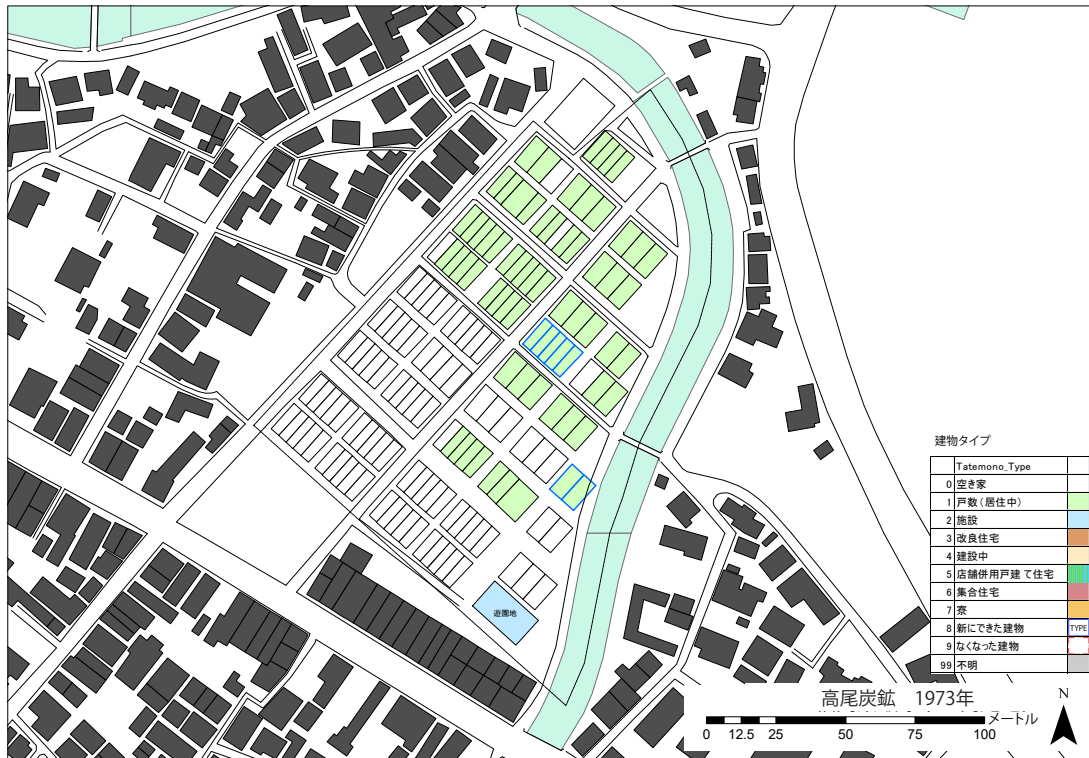 遊園地
建物タイプ
Tatemono_Type
0 空き家
1 戸数(居住中)
2 施設
3 改良住宅
4 建設中
5 店舗併用戸建て住宅
6 集合住宅
7 寮
8 新にできた建物 TYPE
9 なくなった建物
99 不明
高尾炭鉱 1973年
メートル
0 12.5 25 50 75 100
N